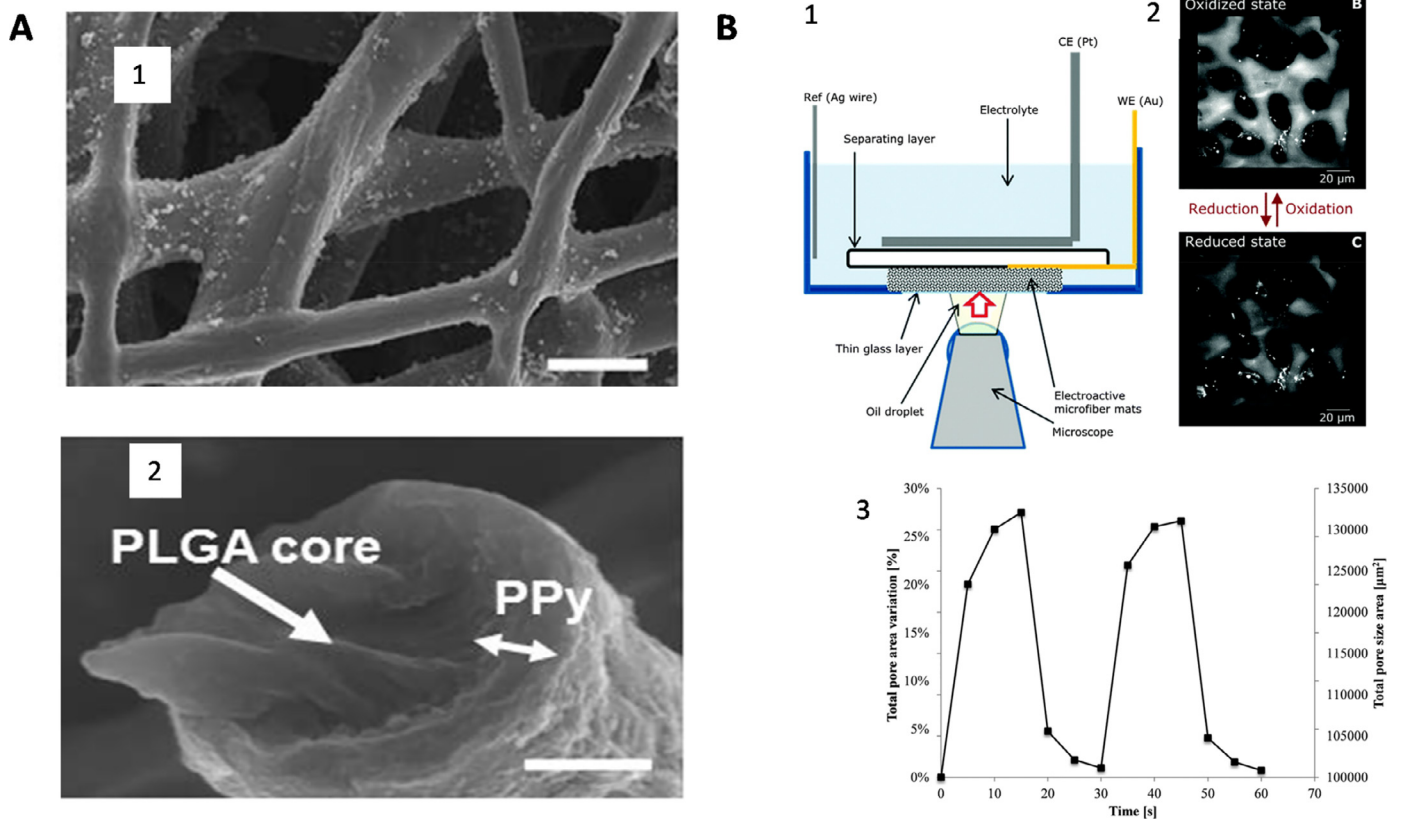 A
1
2
PLGA core
PPy
B
1
CE (Pt)
Ref (Ag wire)
Electrolyte
WE (Au)
Separating layer
Thin glass layer
Oil droplet
Electroactive
microfiber mats
Microscope
2
Oxidized state
B
20 µm
Reduction
Oxidation
Reduced state
C
20 µm
3
Total pore area variation [%]
30%
25%
20%
15%
10%
5%
0%
135000
130000
125000
120000
115000
110000
105000
100000
Total pore size area [µm²]
0 10 20 30 40 50 60 70
Time [s]